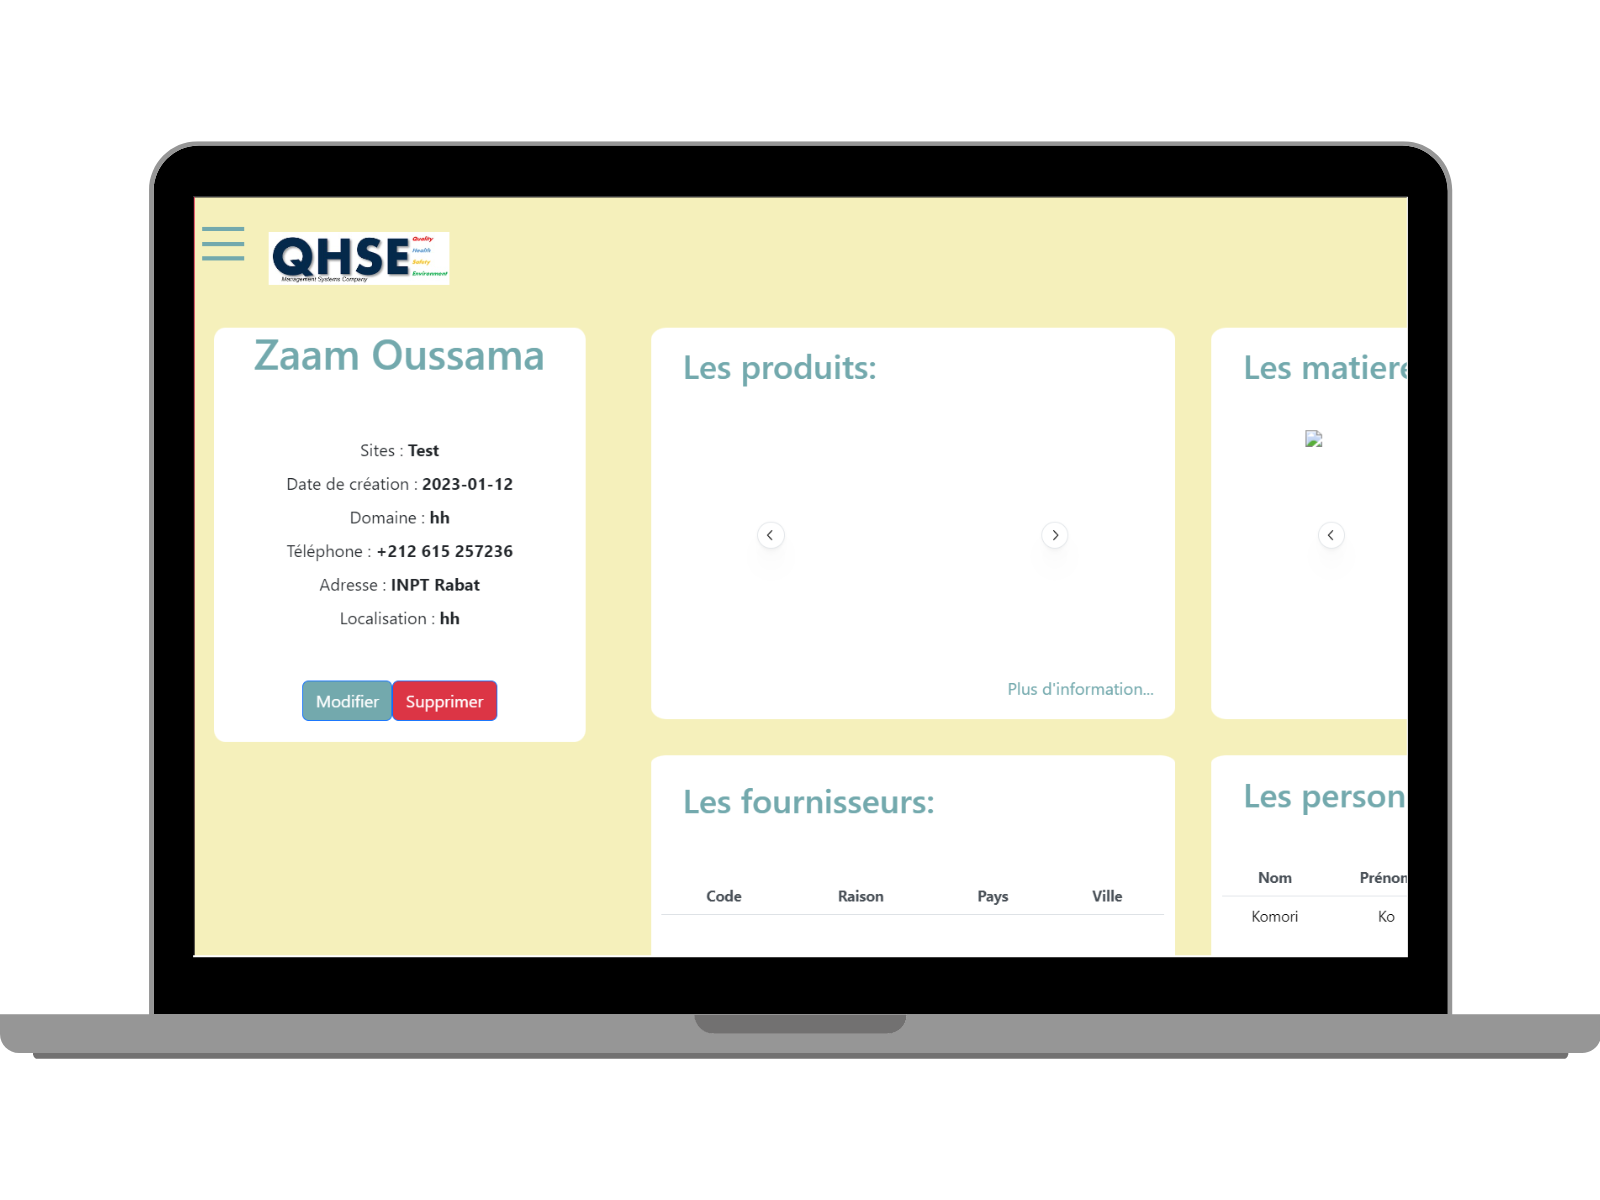 QHSE
Quality
Health
Safety
Environment
Management Systems Company
Zaam Oussama
Sites : Test
Date de création : 2023-01-12
Domaine : hh
Téléphone : +212 615 257236
Adresse : INPT Rabat
Localisation : hh
Modifier Supprimer
Les produits:
Plus d'information...
Les matiere
Les fournisseurs:
Code Raison Pays Ville
Les person
Nom Prénom
Komori Ko